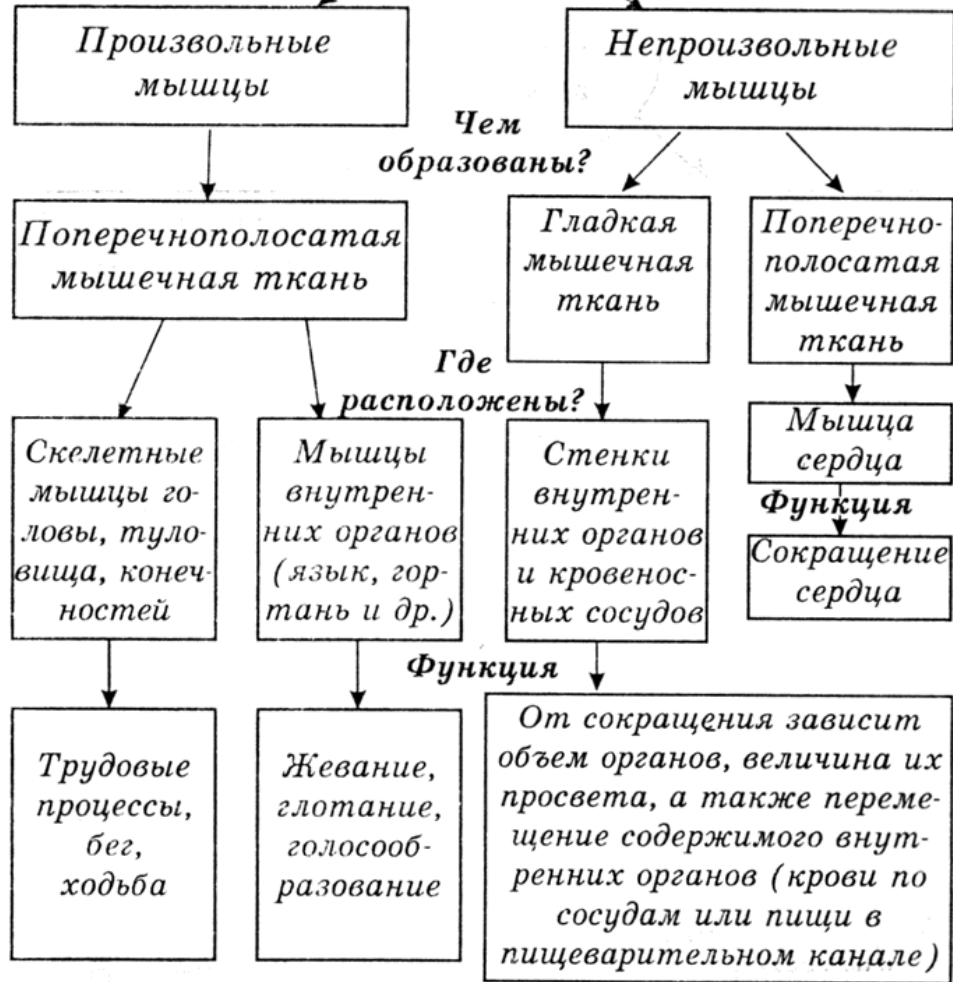 Произвольные
мышцы
Непроизвольные
мышцы
Чем
образованы?
Поперечнополосатая
мышечная ткань
Гладкая
мышечная
ткань
Поперечно-
полосатая
мышечная
ткань
Где
расположены?
Скелетные
мышцы го-
ловы, туло-
вища, конеч-
ностей
Мышцы
внутрен-
них органов
(язык, гор-
тань и др.)
Стенки
внутрен-
них органов
и кровенос-
ных сосудов
Мышца
сердца
Функция
Сокращение
сердца
Функция
Трудовые
процессы,
бег,
ходьба
Жевание,
глотание,
голосооб-
разование
От сокращения зависит
объем органов, величина их
просвета, а также переме-
щение содержимого внут-
ренних органов (крови по
сосудам или пищи в
пищеварительном канале)